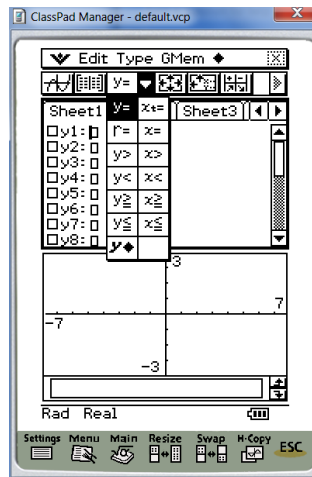 ClassPad Manager - default.vcp
Edit Type GMem
y=
Sheet1 Sheet3
y= xt=
r= x=
y> x>
y< x<
y≥ x≥
y≤ x≤
y
y1:
y2:
y3:
y4:
y5:
y6:
y7:
y8:
3
7
-7
-3
Rad Real
Settings Menu Main Resize Swap H·Copy ESC